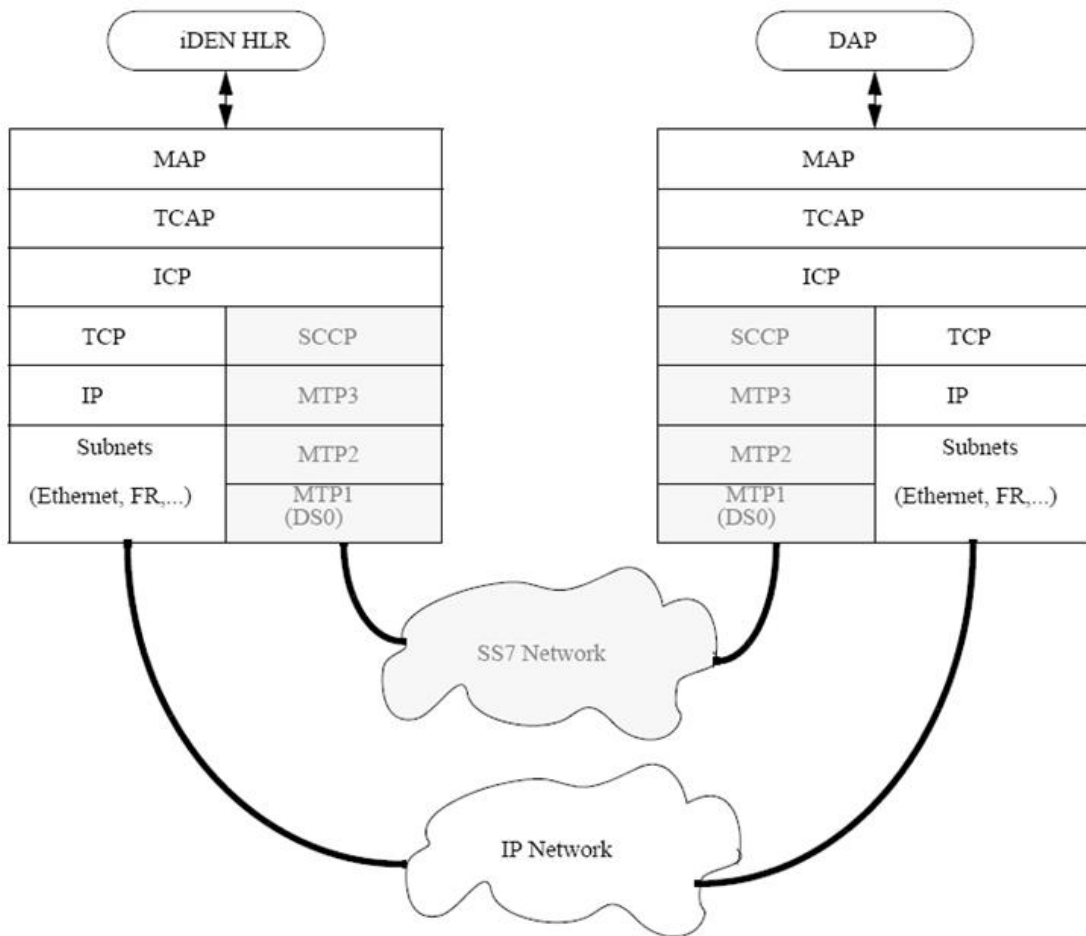 iDEN HLR
DAP
MAP
MAP
TCAP
TCAP
ICP
ICP
TCP
SCCP
SCCP
TCP
IP
MTP3
MTP3
IP
Subnets
(Ethernet, FR,...)
MTP2
MTP2
Subnets
(Ethernet, FR,...)
MTP1
(DS0)
MTP1
(DS0)
SS7 Network
IP Network